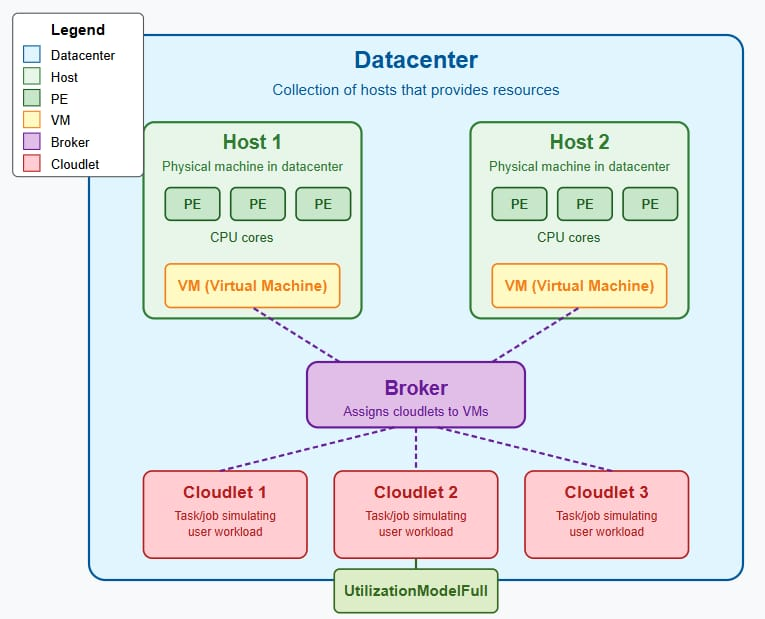 Legend
Datacenter
Host
PE
VM
Broker
Cloudlet
Datacenter
Collection of hosts that provides resources
Host 1
Physical machine in datacenter
PE PE PE
CPU cores
VM (Virtual Machine)
Host 2
Physical machine in datacenter
PE PE PE
CPU cores
VM (Virtual Machine)
Broker
Assigns cloudlets to VMs
Cloudlet 1
Task/job simulating
user workload
Cloudlet 2
Task/job simulating
user workload
Cloudlet 3
Task/job simulating
user workload
UtilizationModelFull